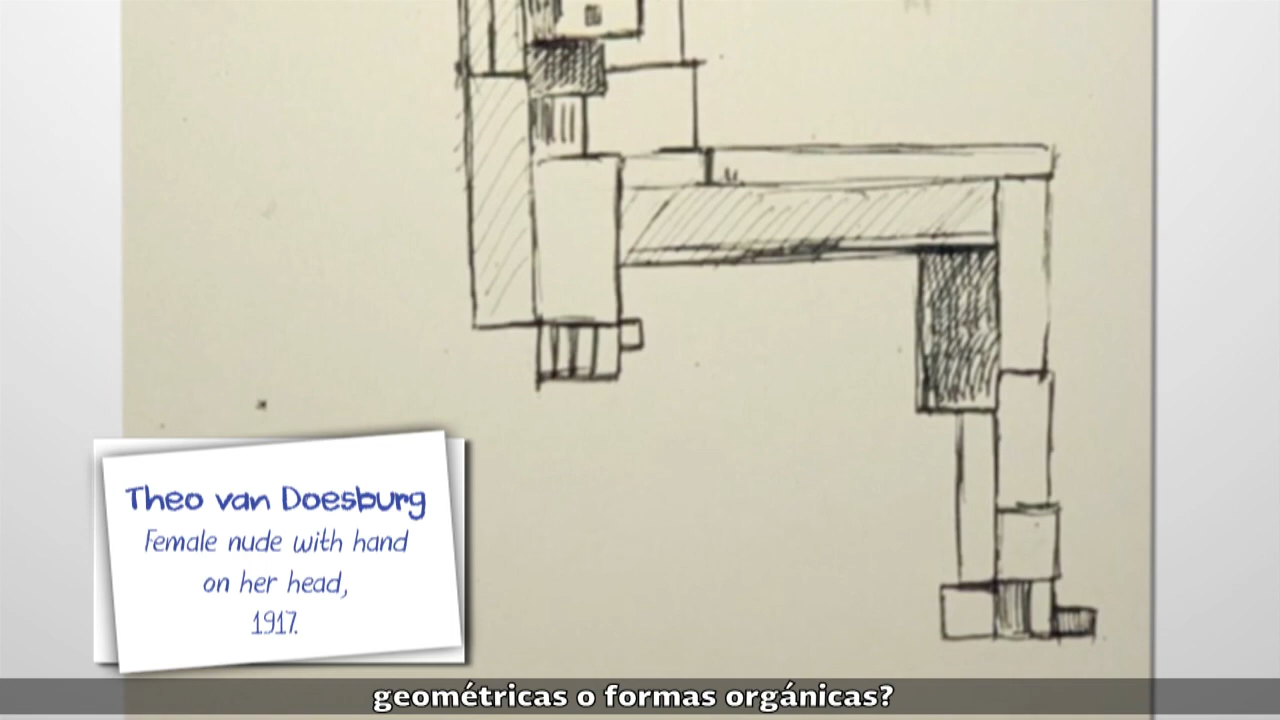 Theo van Doesburg
Female nude with hand
on her head,
1917.
geométricas o formas orgánicas?